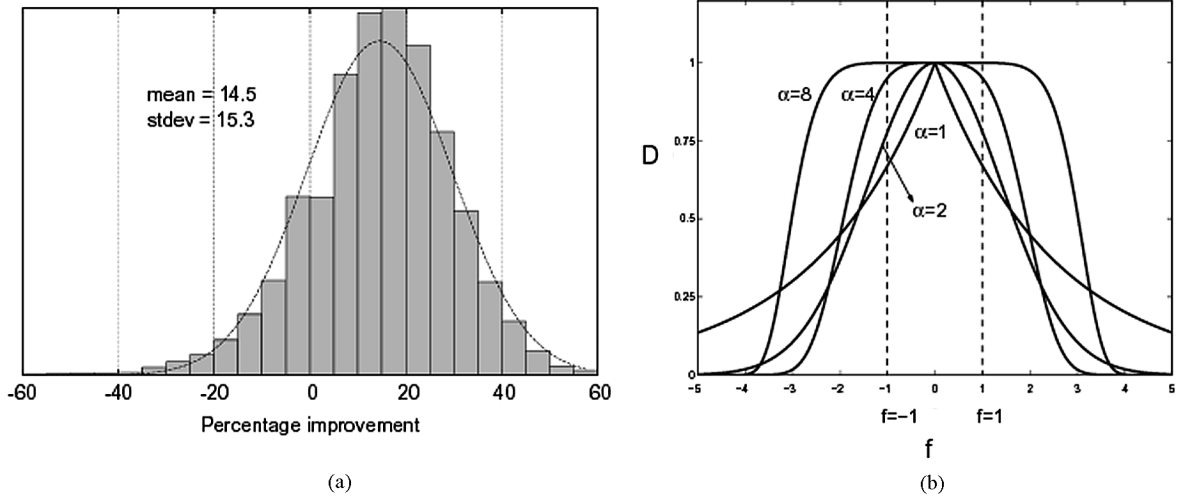 mean = 14.5
stdev = 15.3
-60 -40 -20 0 20 40 60
Percentage improvement
(a)
1
0.75
0.5
0.25
0
D
α=8
α=4
α=1
α=2
-5 -4 -3 -2 -1 0 1 2 3 4 5
f=−1 f=1
f
(b)